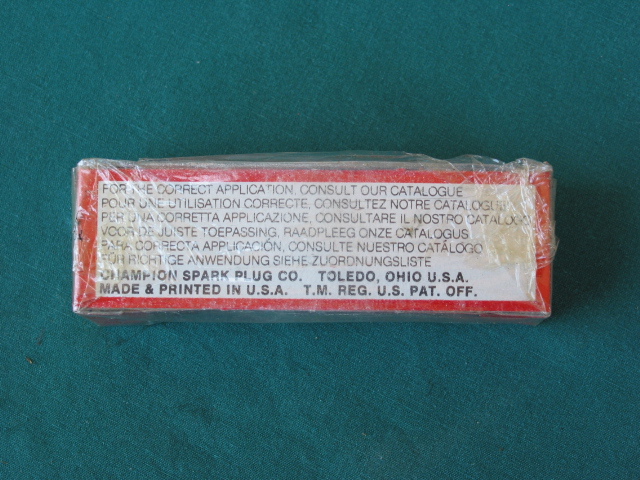 FOR THE CORRECT APPLICATION, CONSULT OUR CATALOGUE
POUR UNE UTILISATION CORRECTE, CONSULTEZ NOTRE CATALOGUE
PER UNA CORRETTA APPLICAZIONE, CONSULTARE IL NOSTRO CATALOGO
VOOR DE JUISTE TOEPASSING, RAADPLEEG ONZE CATALOGUS
PARA CORRECTA APPLICACIÓN, CONSULTE NUESTRO CATÁLOGO
FÜR RICHTIGE ANWENDUNG SIEHE ZUORDNUNGSLISTE
CHAMPION SPARK PLUG CO. TOLEDO, OHIO U.S.A.
MADE & PRINTED IN U.S.A. T.M. REG. U.S. PAT. OFF.